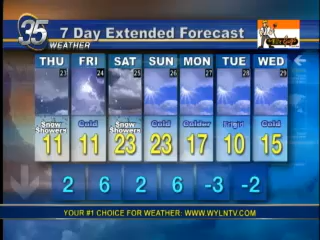 35
WEATHER
7 Day Extended Forecast
THU FRI SAT SUN MON TUE WED
23 24 25 26 27 28 29
Snow Showers Cold Snow Showers Cold Colder Cold
11 11 23 23 17 10 15
2 6 2 6 -3 -2
YOUR #1 CHOICE FOR WEATHER: WWW.WYLNTV.COM